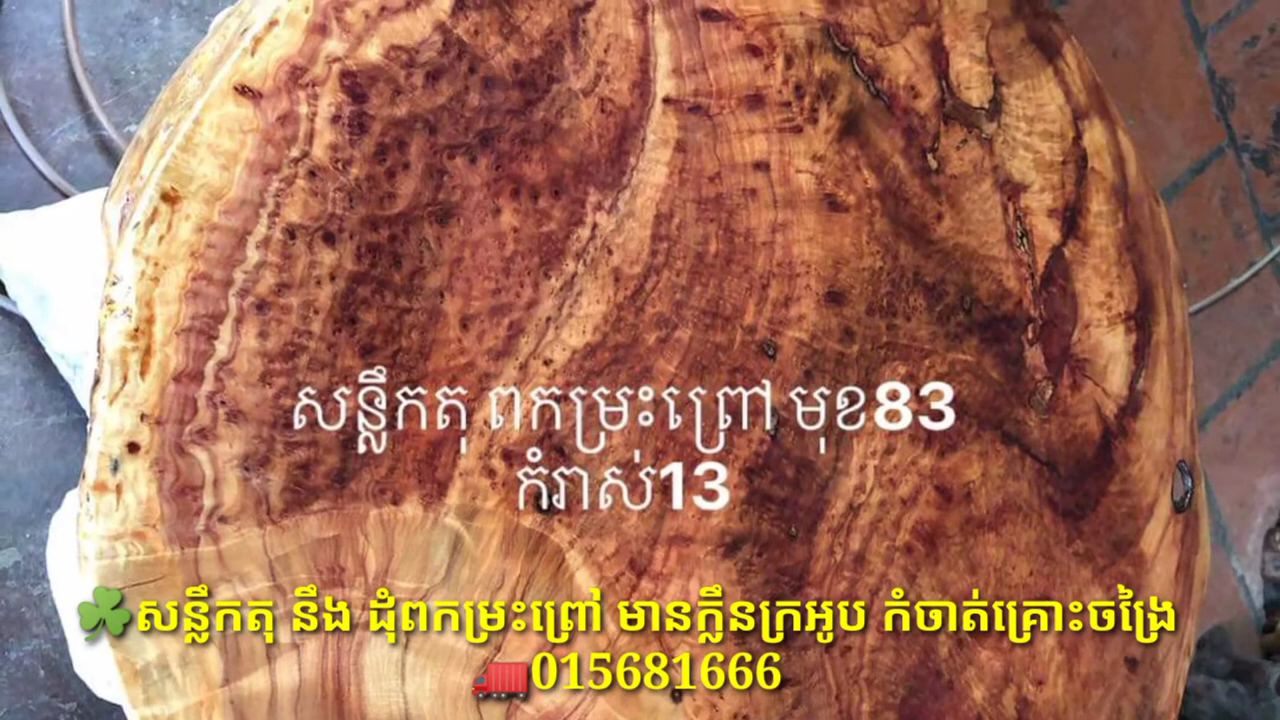 សន្លឹកតុ ពកម្រះព្រៅ មុខ83
កំរាស់13
☘️សន្លឹកតុ នឹង ដុំពកម្រះព្រៅ មានក្លឹនក្រអូប កំចាត់គ្រោះចង្រៃ
🚛015681666